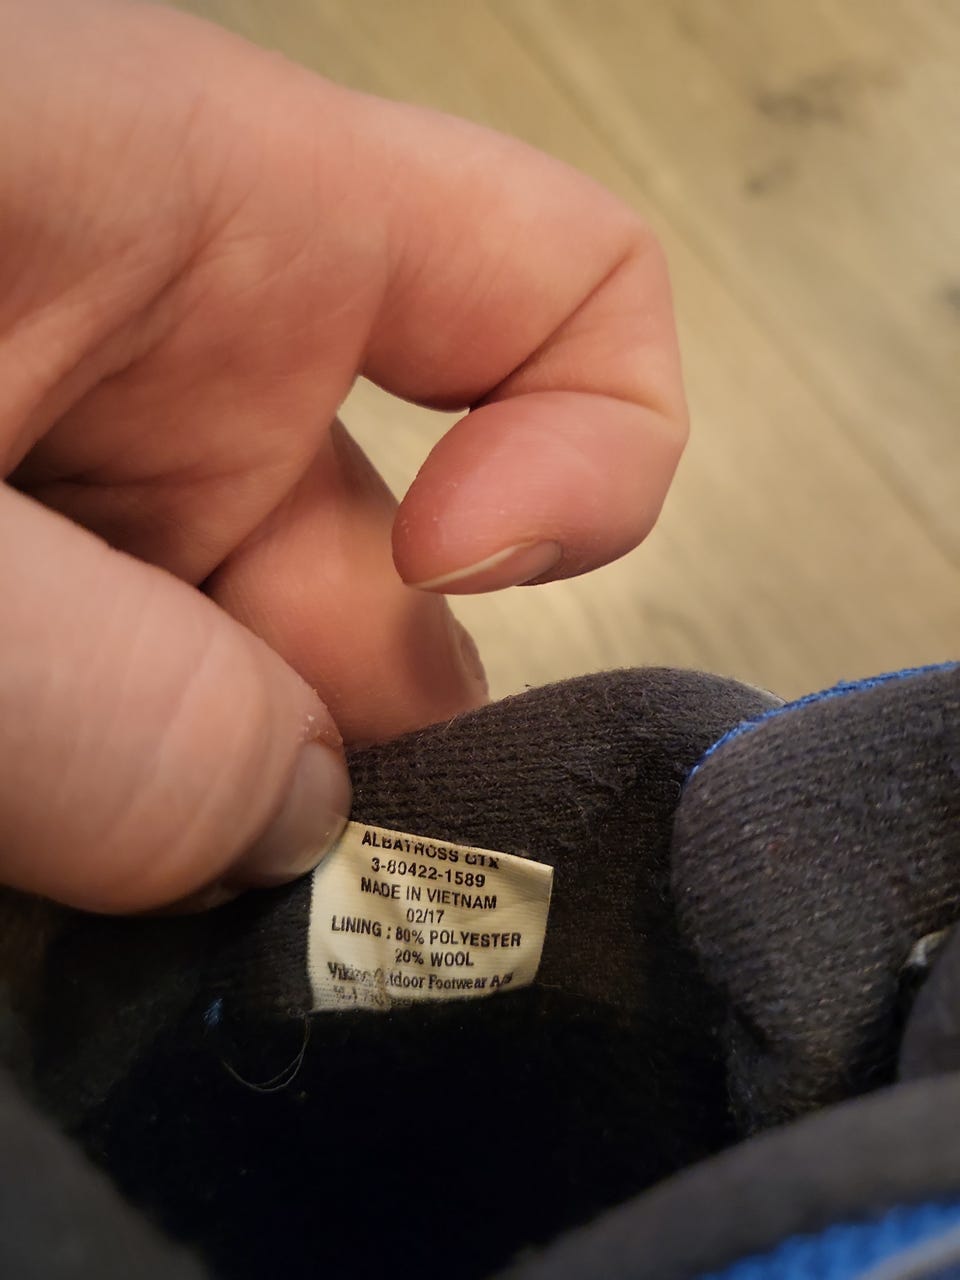 ALBATROSS GTX
3-80422-1589
MADE IN VIETNAM
02/17
LINING : 80% POLYESTER
20% WOOL
Viking Outdoor Footwear A/S